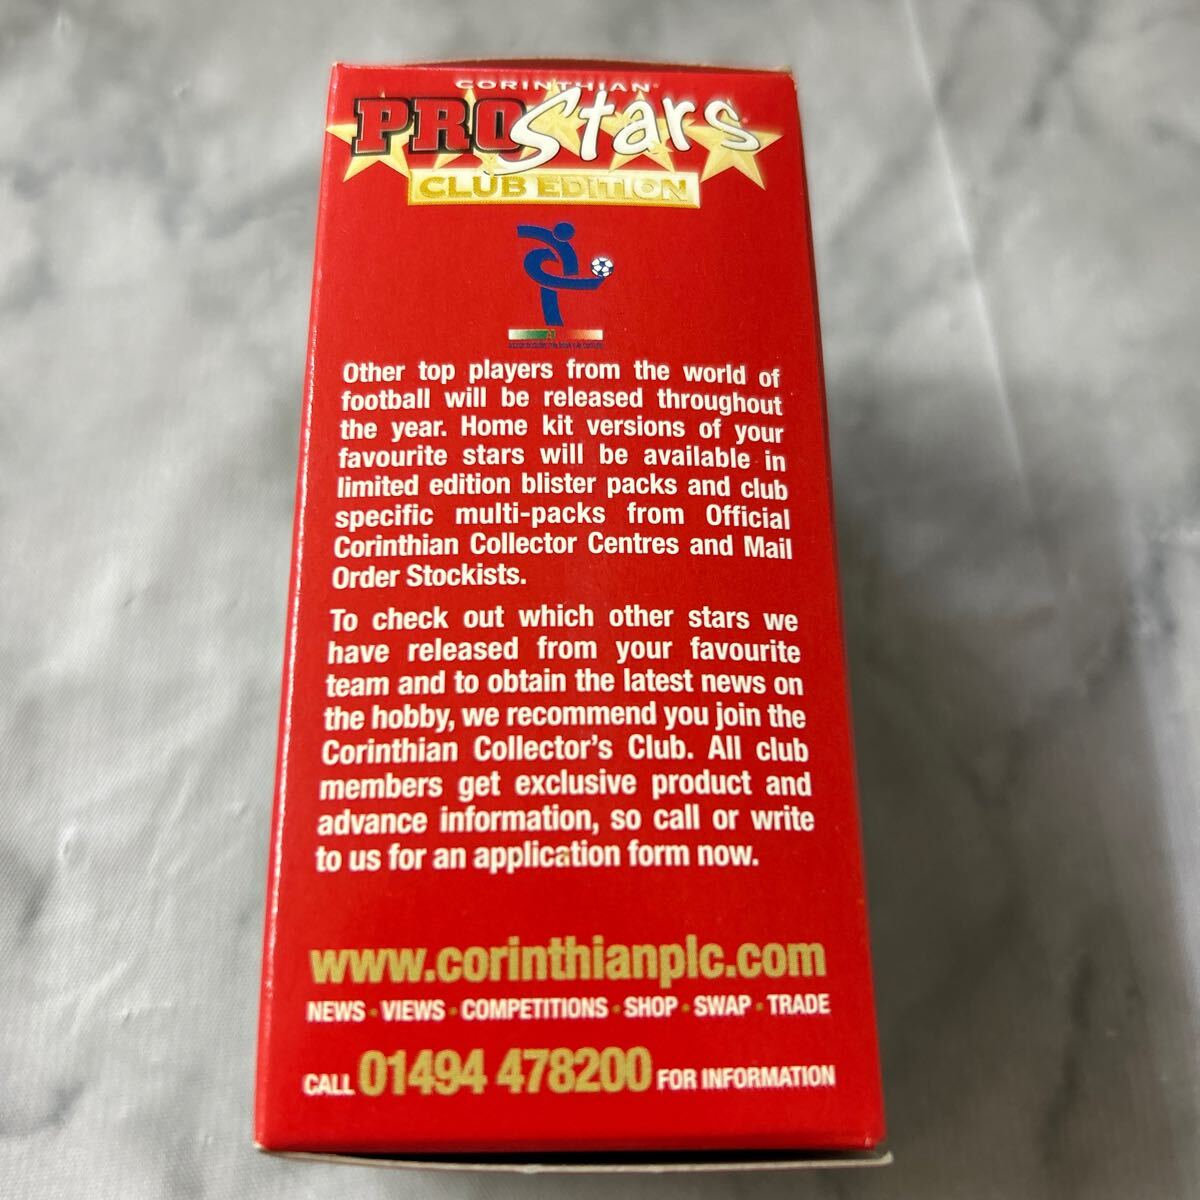 CORINTHIAN®
PROStars
CLUB EDITION
Other top players from the world of
football will be released throughout
the year. Home kit versions of your
favourite stars will be available in
limited edition blister packs and club
specific multi-packs from Official
Corinthian Collector Centres and Mail
Order Stockists.
To check out which other stars we
have released from your favourite
team and to obtain the latest news on
the hobby, we recommend you join the
Corinthian Collector's Club. All club
members get exclusive product and
advance information, so call or write
to us for an application form now.
www.corinthianplc.com
NEWS • VIEWS • COMPETITIONS • SHOP • SWAP • TRADE
CALL 01494 478200 FOR INFORMATION